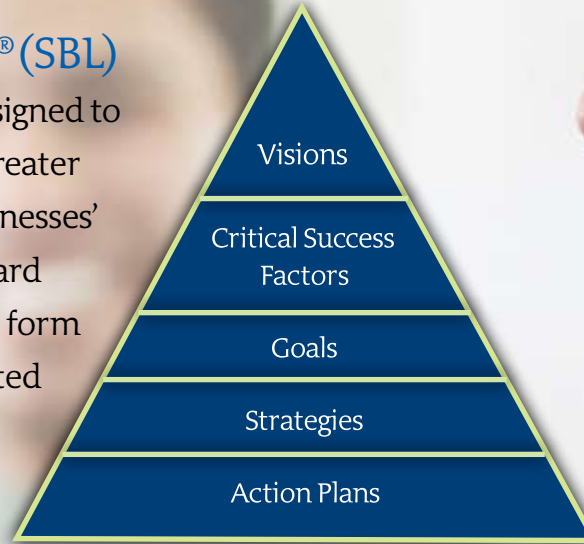 ® (SBL)
signed to
reater
nesses’
ard
form
ted
Visions
Critical Success
Factors
Goals
Strategies
Action Plans